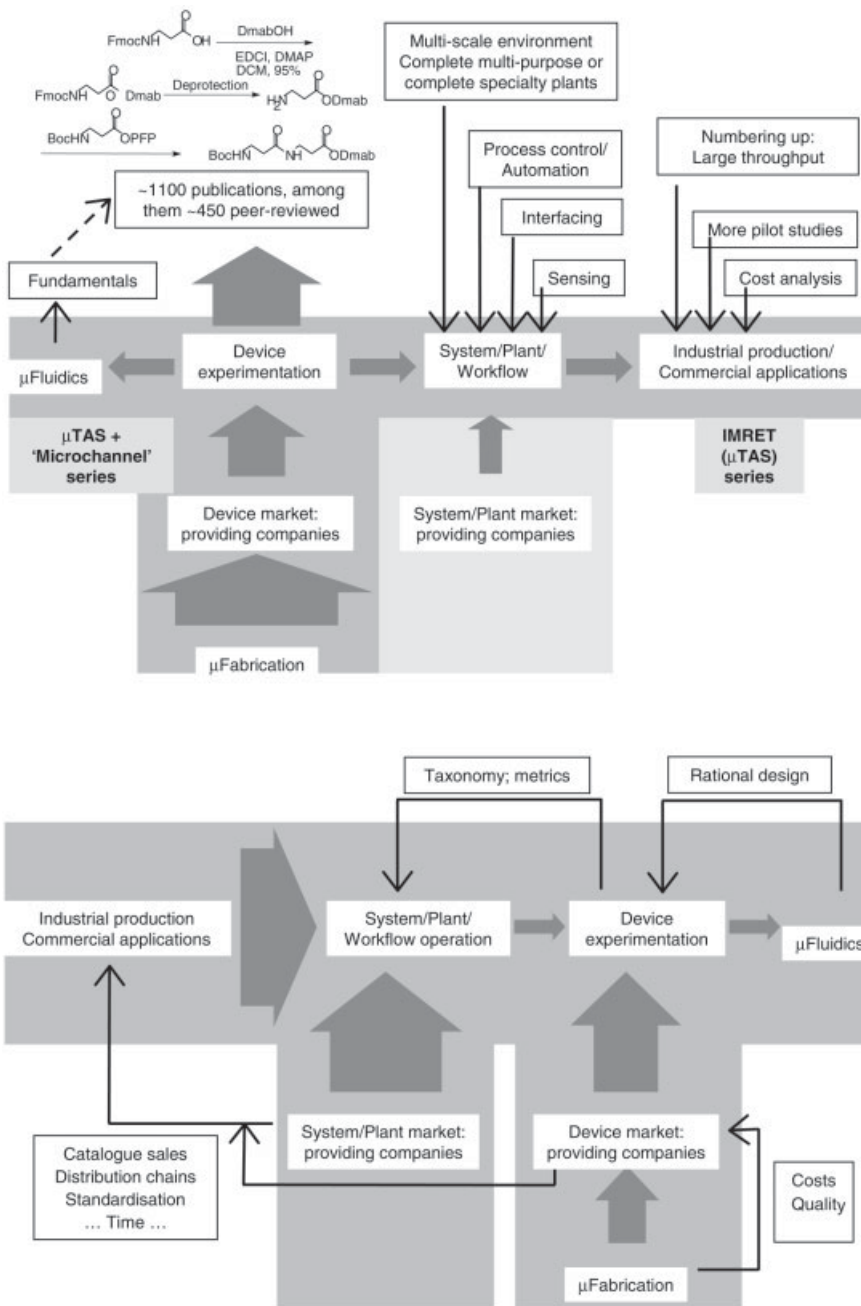 FmocHN
O
OH
DmabOH
EDCI, DMAP
DCM, 95%
FmocHN
O
O
Dmab
Deprotection
H2N
O
ODmab
BocHN
O
OPFP
BocHN
O
NH
O
ODmab
~1100 publications, among
them ~450 peer-reviewed
Multi-scale environment
Complete multi-purpose or
complete specialty plants
Process control/
Automation
Interfacing
Sensing
Numbering up:
Large throughput
More pilot studies
Cost analysis
Fundamentals
μFluidics
Device
experimentation
System/Plant/
Workflow
Industrial production/
Commercial applications
μTAS +
‘Microchannel’
series
IMRET
(μTAS)
series
Device market:
providing companies
System/Plant market:
providing companies
μFabrication
Taxonomy; metrics
Rational design
Industrial production
Commercial applications
System/Plant/
Workflow operation
Device
experimentation
μFluidics
Catalogue sales
Distribution chains
Standardisation
... Time ...
System/Plant market:
providing companies
Device market:
providing companies
Costs
Quality
μFabrication